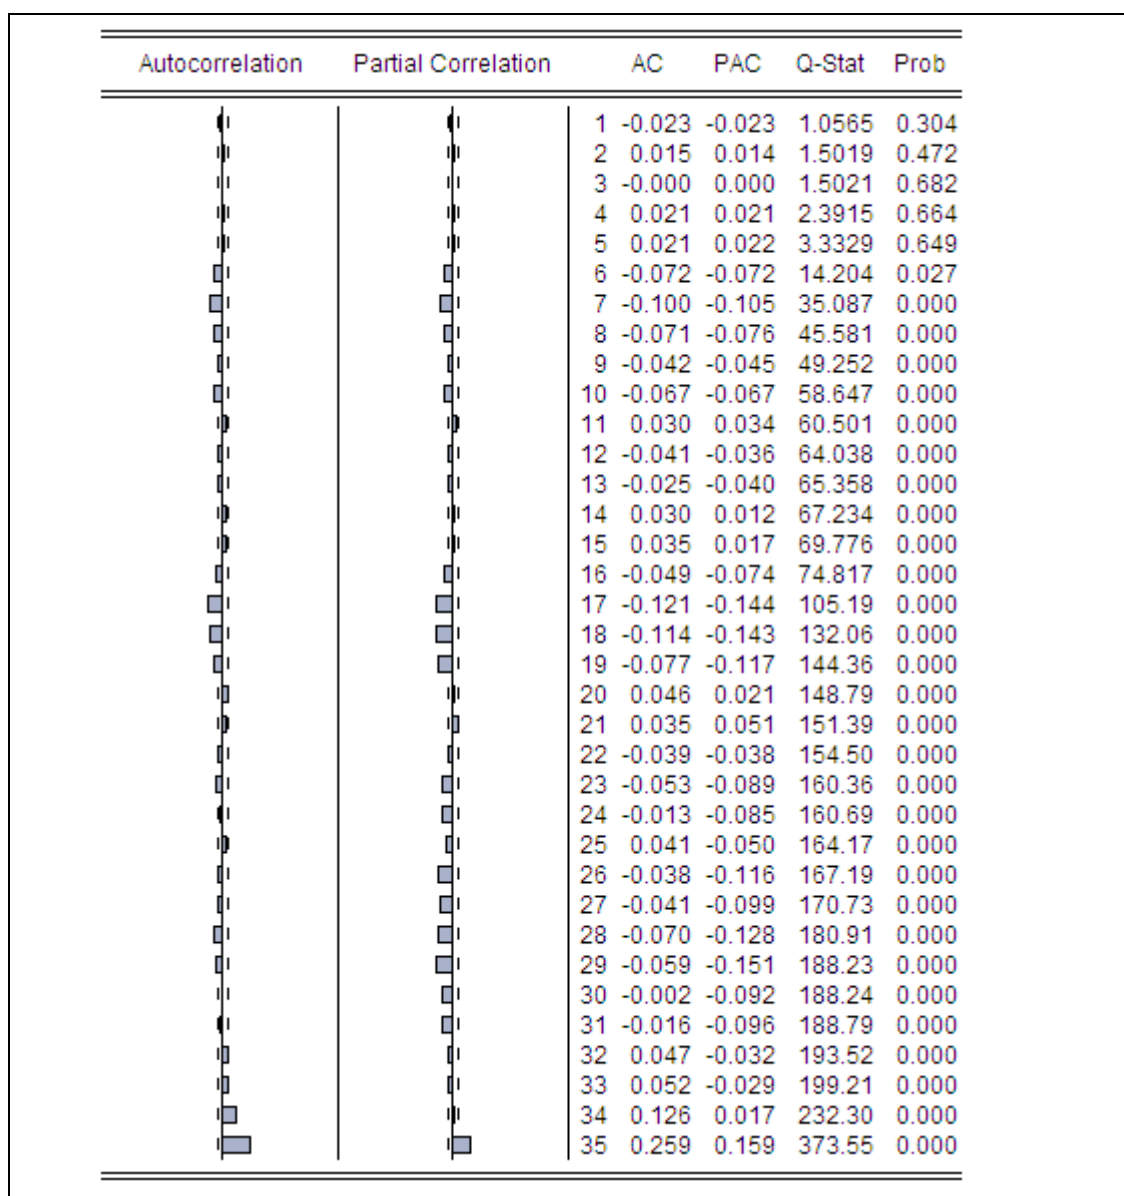 Autocorrelation Partial Correlation AC PAC Q-Stat Prob
1 -0.023 -0.023 1.0565 0.304
2 0.015 0.014 1.5019 0.472
3 -0.000 0.000 1.5021 0.682
4 0.021 0.021 2.3915 0.664
5 0.021 0.022 3.3329 0.649
6 -0.072 -0.072 14.204 0.027
7 -0.100 -0.105 35.087 0.000
8 -0.071 -0.076 45.581 0.000
9 -0.042 -0.045 49.252 0.000
10 -0.067 -0.067 58.647 0.000
11 0.030 0.034 60.501 0.000
12 -0.041 -0.036 64.038 0.000
13 -0.025 -0.040 65.358 0.000
14 0.030 0.012 67.234 0.000
15 0.035 0.017 69.776 0.000
16 -0.049 -0.074 74.817 0.000
17 -0.121 -0.144 105.19 0.000
18 -0.114 -0.143 132.06 0.000
19 -0.077 -0.117 144.36 0.000
20 0.046 0.021 148.79 0.000
21 0.035 0.051 151.39 0.000
22 -0.039 -0.038 154.50 0.000
23 -0.053 -0.089 160.36 0.000
24 -0.013 -0.085 160.69 0.000
25 0.041 -0.050 164.17 0.000
26 -0.038 -0.116 167.19 0.000
27 -0.041 -0.099 170.73 0.000
28 -0.070 -0.128 180.91 0.000
29 -0.059 -0.151 188.23 0.000
30 -0.002 -0.092 188.24 0.000
31 -0.016 -0.096 188.79 0.000
32 0.047 -0.032 193.52 0.000
33 0.052 -0.029 199.21 0.000
34 0.126 0.017 232.30 0.000
35 0.259 0.159 373.55 0.000